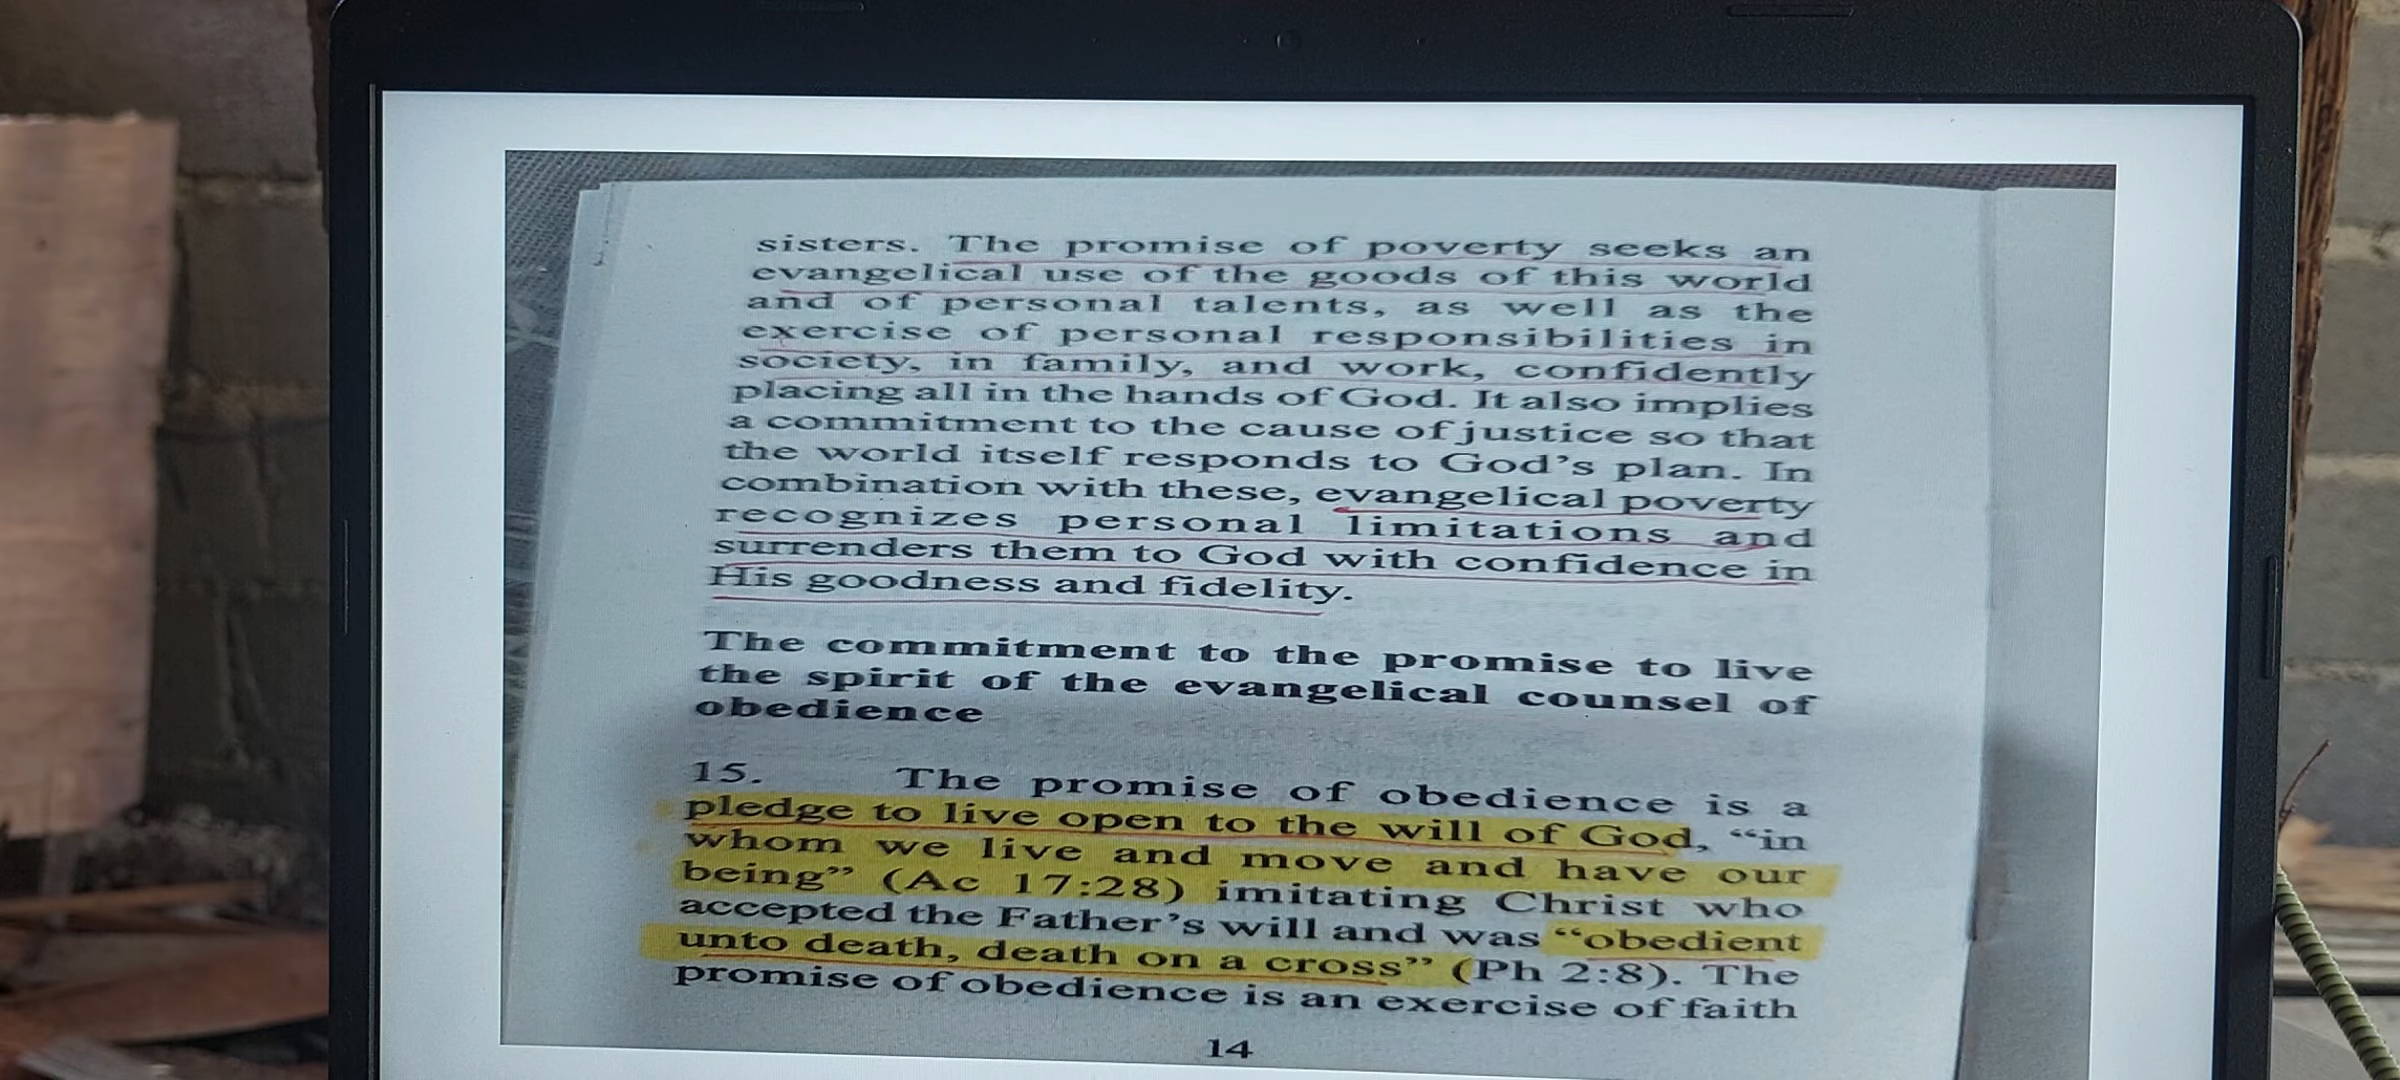 sisters. The promise of poverty seeks an
evangelical use of the goods of this world
and of personal talents, as well as the
exercise of personal responsibilities in
society, in family, and work, confidently
placing all in the hands of God. It also implies
a commitment to the cause of justice so that
the world itself responds to God's plan. In
combination with these, evangelical poverty
recognizes personal limitations and
surrenders them to God with confidence in
His goodness and fidelity.
The commitment to the promise to live
the spirit of the evangelical counsel of
obedience
15. The promise of obedience is a
pledge to live open to the will of God, “in
whom we live and move and have our
being” (Ac 17:28) imitating Christ who
accepted the Father's will and was “obedient
unto death, death on a cross” (Ph 2:8). The
promise of obedience is an exercise of faith
14